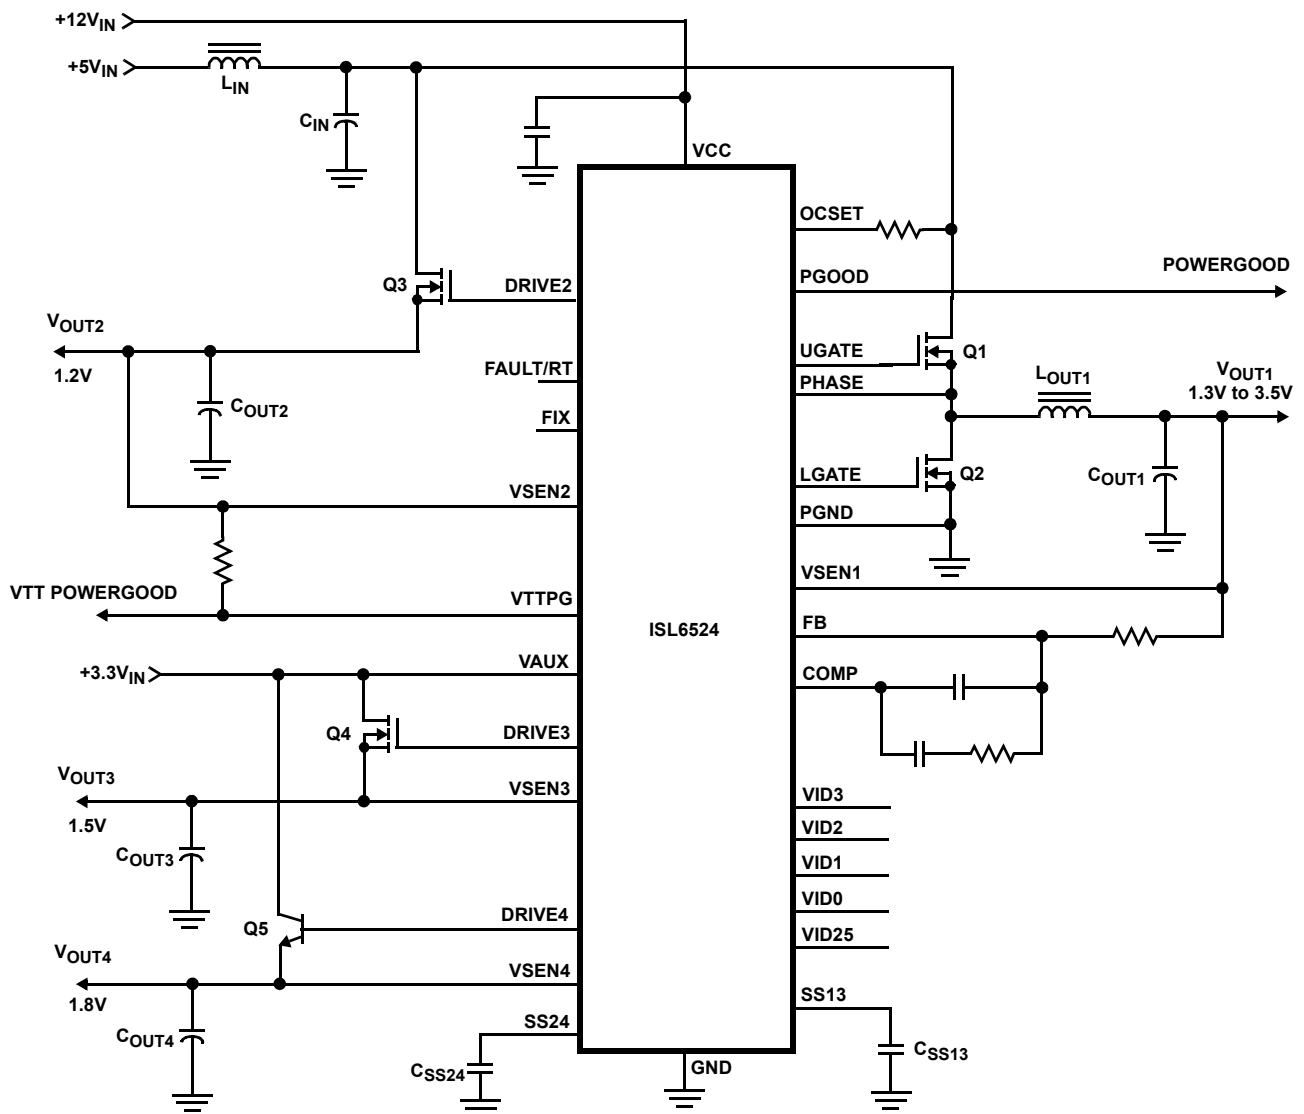 +12VIN
+5VIN
LIN
CIN
VCC
OCSET
PGOOD
POWERGOOD
Q3
DRIVE2
VOUT2
1.2V
COUT2
FAULT/RT
FIX
UGATE
Q1
PHASE
LOUT1
VOUT1
1.3V to 3.5V
LGATE
Q2
COUT1
PGND
VSEN2
VTT POWERGOOD
VTTPG
VSEN1
ISL6524
FB
COMP
+3.3VIN
VAUX
Q4
DRIVE3
VOUT3
1.5V
VSEN3
COUT3
VID3
VID2
VID1
VID0
VID25
Q5
DRIVE4
VOUT4
1.8V
VSEN4
COUT4
SS24
CSS24
SS13
CSS13
GND